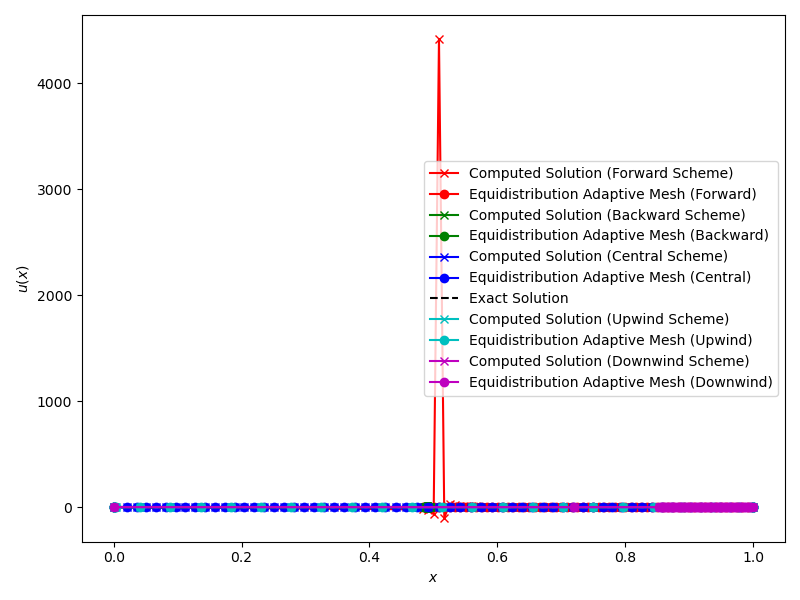 4000
3000
2000
1000
0
u(x)
Computed Solution (Forward Scheme)
Equidistribution Adaptive Mesh (Forward)
Computed Solution (Backward Scheme)
Equidistribution Adaptive Mesh (Backward)
Computed Solution (Central Scheme)
Equidistribution Adaptive Mesh (Central)
Exact Solution
Computed Solution (Upwind Scheme)
Equidistribution Adaptive Mesh (Upwind)
Computed Solution (Downwind Scheme)
Equidistribution Adaptive Mesh (Downwind)
0.0 0.2 0.4 0.6 0.8 1.0
x